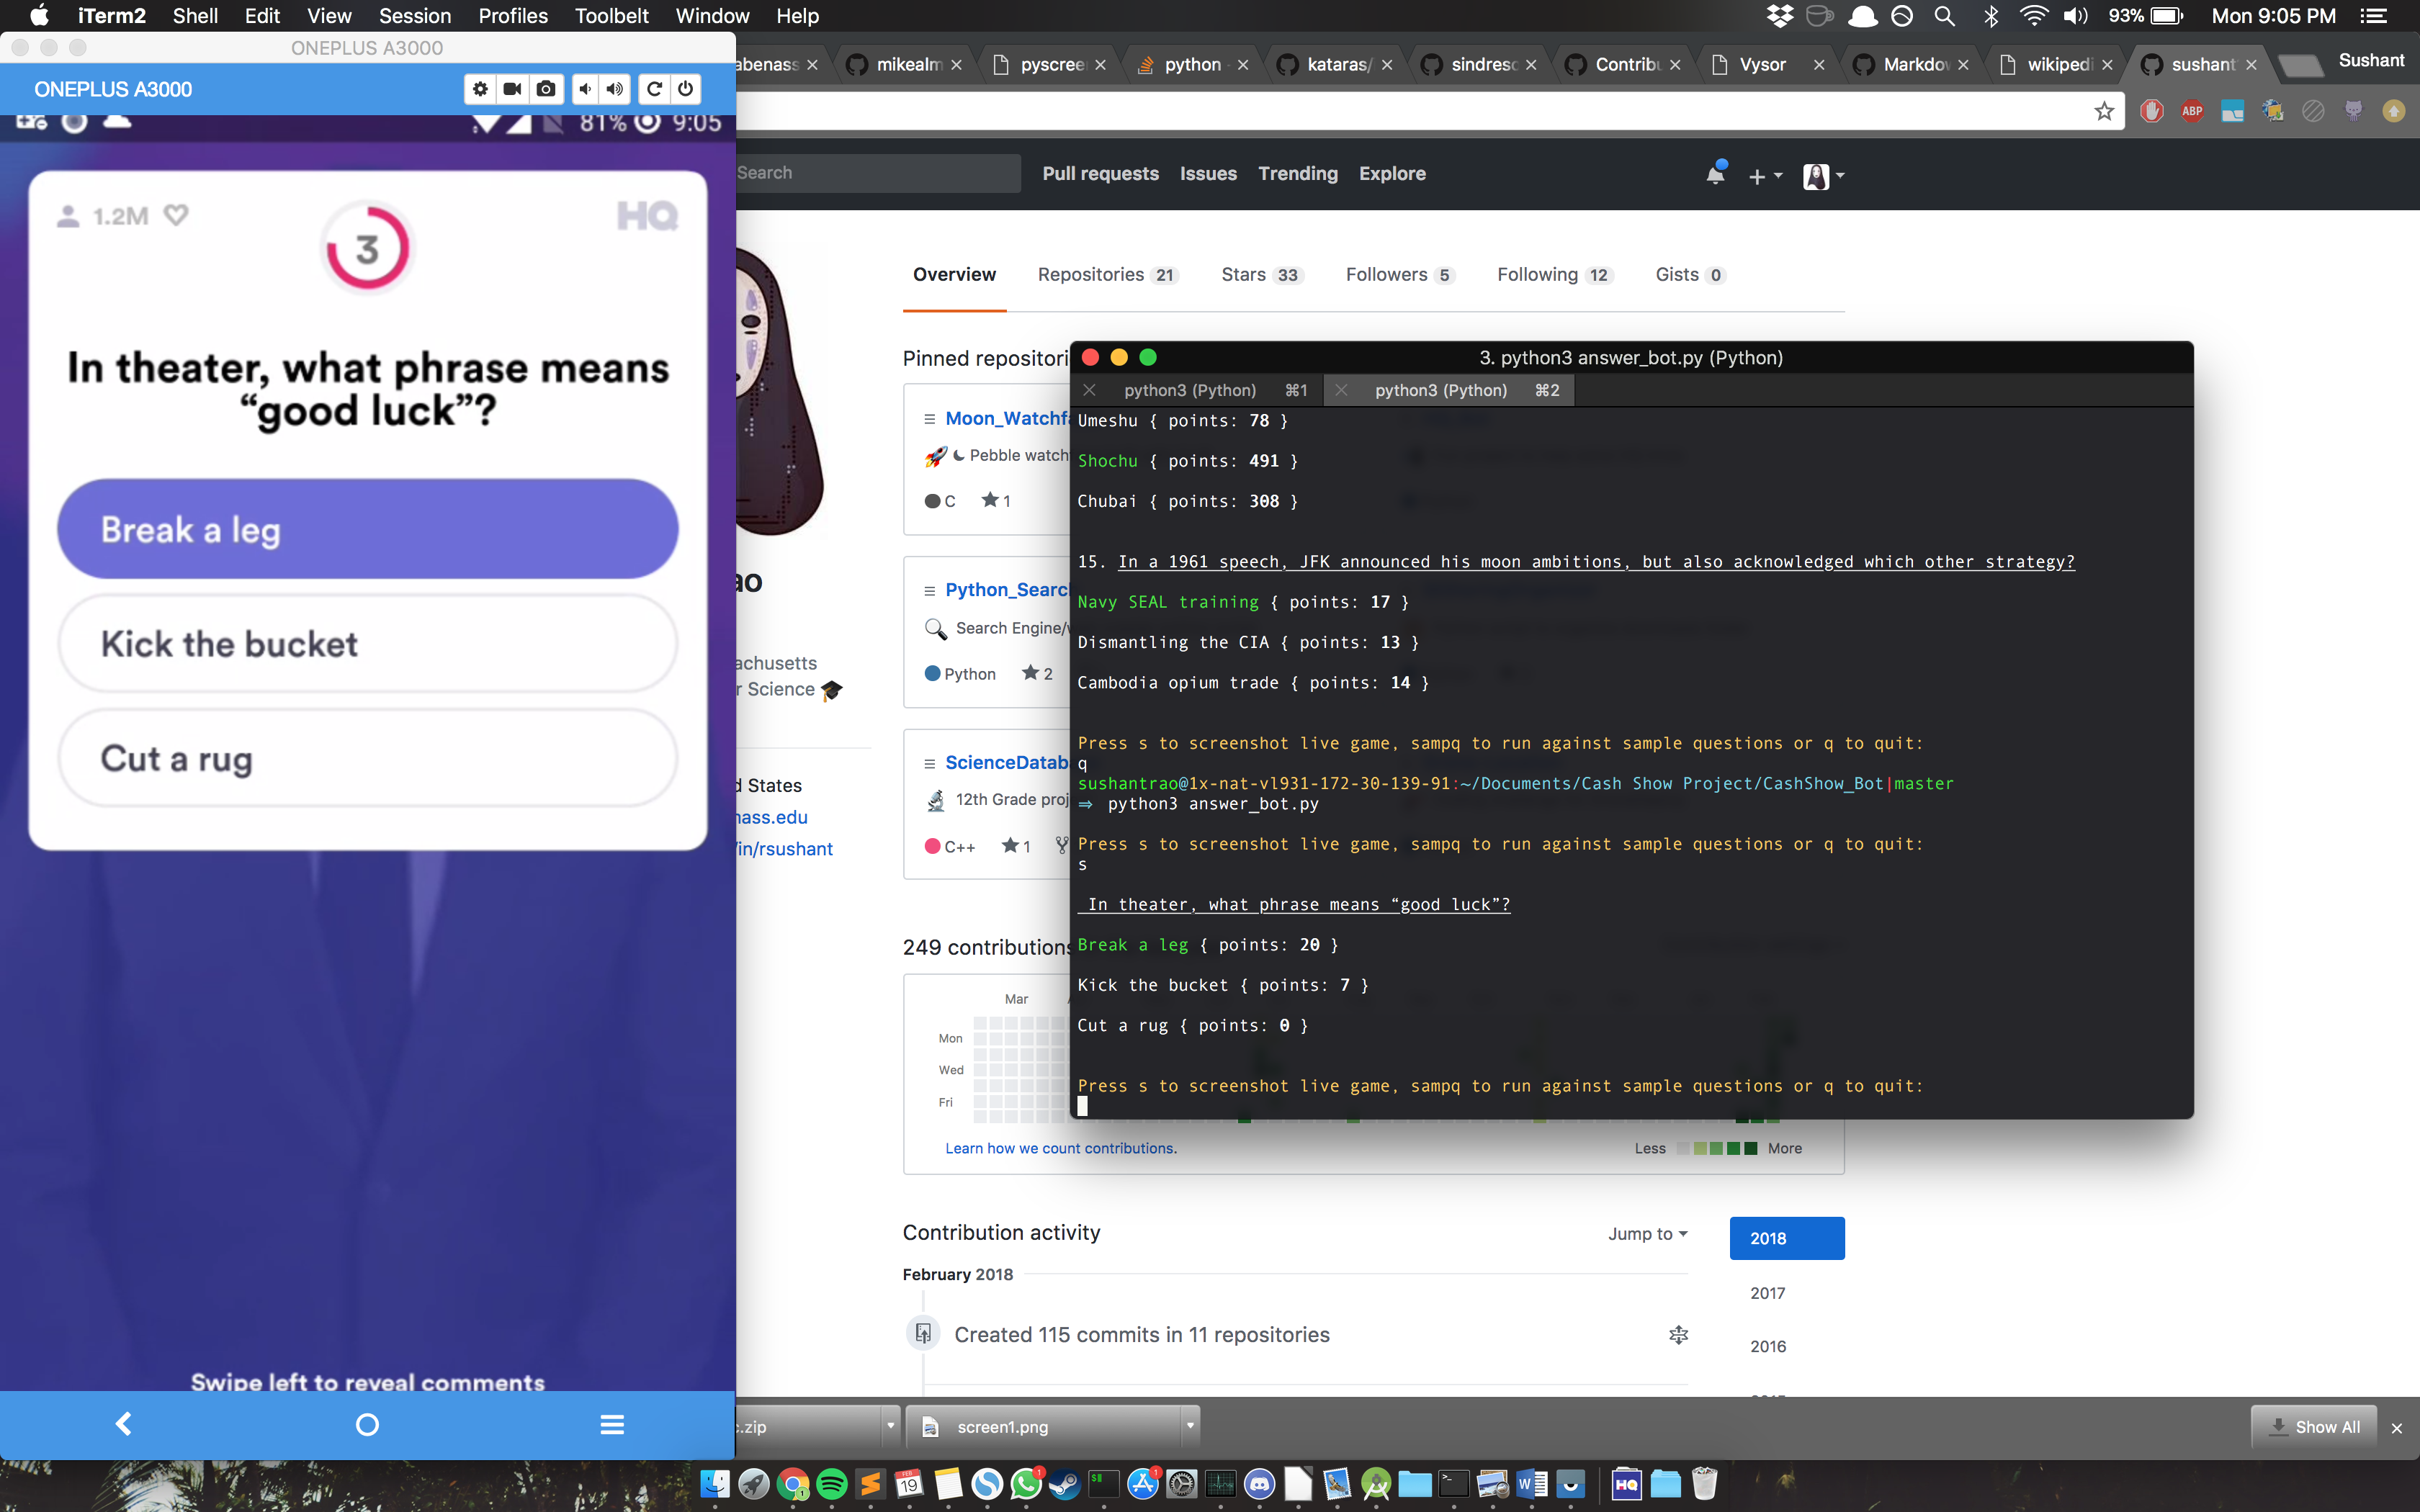 iTerm2 Shell Edit View Session Profiles Toolbelt Window Help
93% Mon 9:05 PM
ONEPLUS A3000
ONEPLUS A3000
81% 9:05
1.2M
3
HQ
In theater, what phrase means
“good luck”?
Break a leg
Kick the bucket
Cut a rug
Swipe left to reveal comments
abenass mikealm pyscree python kataras/ sindreso Contribu Vysor Markdow wikipedi sushant Sushant
ABP
Search Pull requests Issues Trending Explore
Overview Repositories 21 Stars 33 Followers 5 Following 12 Gists 0
ao
achusetts
r Science
d States
nass.edu
/in/rsushant
Pinned repositori
Moon_Watchfa
Pebble watch
C 1
Python_Searc
Search Engine/
Python 2
ScienceDatab
12th Grade proj
C++ 1
249 contributions
Mar
Mon
Wed
Fri
Learn how we count contributions.
Less More
Contribution activity
Jump to
2018
2017
2016
February 2018
Created 115 commits in 11 repositories
3. python3 answer_bot.py (Python)
python3 (Python) ⌘1 python3 (Python) ⌘2
Umeshu { points: 78 }
Shochu { points: 491 }
Chubai { points: 308 }
15. In a 1961 speech, JFK announced his moon ambitions, but also acknowledged which other strategy?
Navy SEAL training { points: 17 }
Dismantling the CIA { points: 13 }
Cambodia opium trade { points: 14 }
Press s to screenshot live game, sampq to run against sample questions or q to quit:
q
sushantrao@1x-nat-vl931-172-30-139-91:~/Documents/Cash Show Project/CashShow_Bot|master
⇒ python3 answer_bot.py
Press s to screenshot live game, sampq to run against sample questions or q to quit:
s
In theater, what phrase means “good luck”?
Break a leg { points: 20 }
Kick the bucket { points: 7 }
Cut a rug { points: 0 }
Press s to screenshot live game, sampq to run against sample questions or q to quit:
c.zip screen1.png Show All
FEB
19
HQ